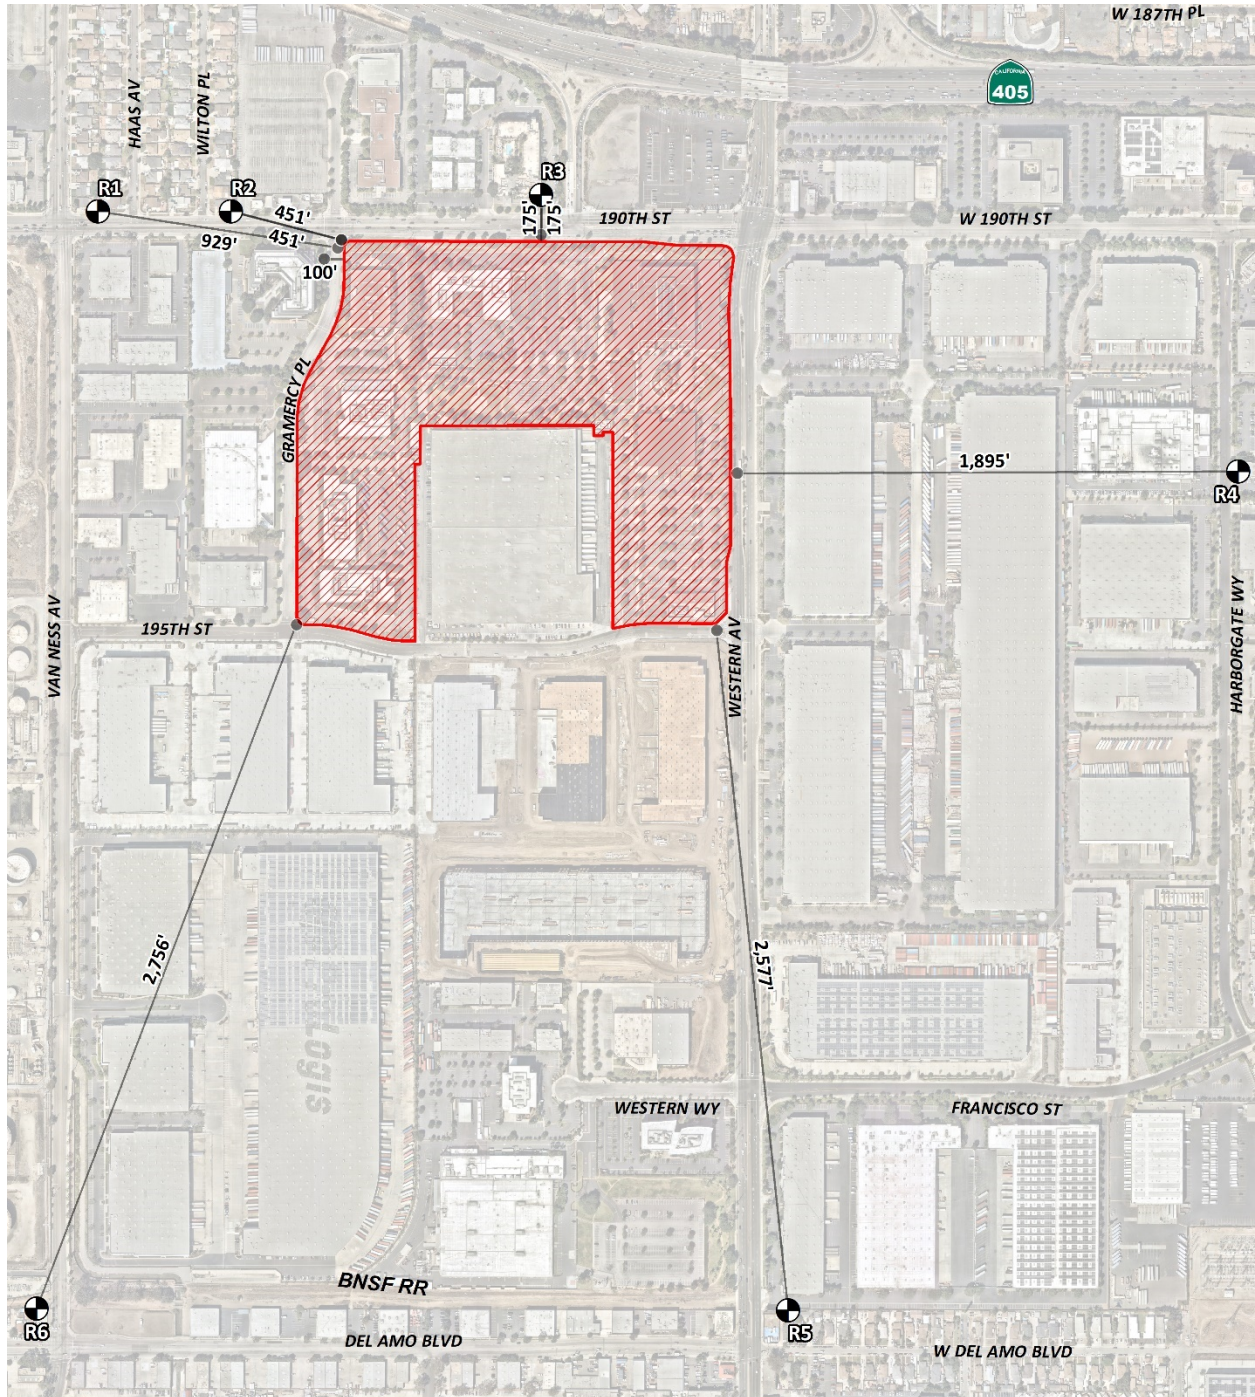 W 187TH PL
CALIFORNIA
405
HAAS AV
WILTON PL
R1
R2
R3
451'
175'
175'
190TH ST
W 190TH ST
929'
451'
100'
GRAMERCY PL
1,895'
R4
VAN NESS AV
195TH ST
WESTERN AV
HARBORGATE WY
2,756'
2,577'
WESTERN WY
FRANCISCO ST
BNSF RR
R6
R5
DEL AMO BLVD
W DEL AMO BLVD